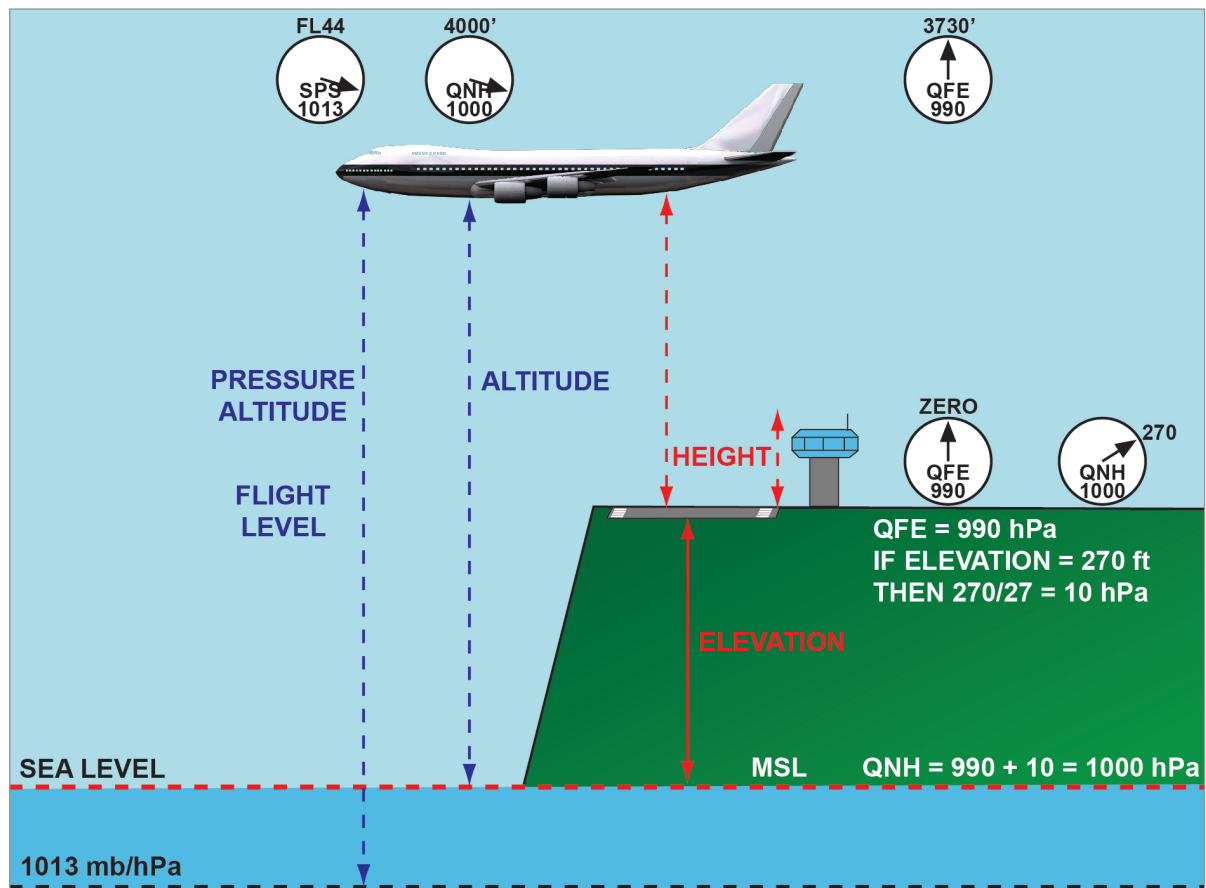 FL44
SPS
1013
4000'
QNH
1000
3730'
QFE
990
PRESSURE
ALTITUDE
ALTITUDE
FLIGHT
LEVEL
HEIGHT
ZERO
QFE
990
270
QNH
1000
QFE = 990 hPa
IF ELEVATION = 270 ft
THEN 270/27 = 10 hPa
ELEVATION
SEA LEVEL
MSL
QNH = 990 + 10 = 1000 hPa
1013 mb/hPa